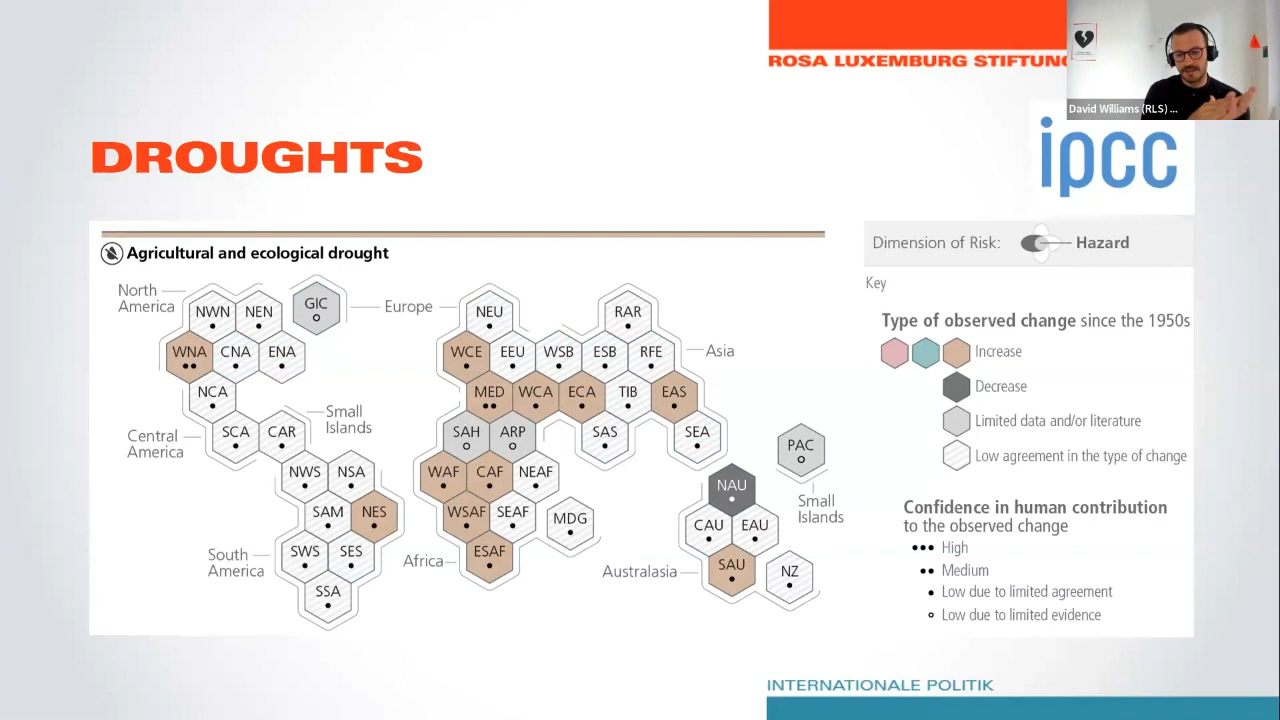 ROSA LUXEMBURG STIFTUNG
David Williams (RLS) ...
ipcc
DROUGHTS
Agricultural and ecological drought
North America
NWN NEN GIC
WNA CNA ENA
NCA
Small Islands
Central America
SCA CAR
NWS NSA
SAM NES
South America
SWS SES
SSA
Europe
NEU RAR
WCE EEU WSB ESB RFE
Asia
MED WCA ECA TIB EAS
SAH ARP SAS SEA
WAF CAF NEAF
WSAF SEAF MDG
Africa
ESAF
PAC
Small Islands
NAU
CAU EAU
Australasia
SAU NZ
Dimension of Risk: Hazard
Key
Type of observed change since the 1950s
Increase
Decrease
Limited data and/or literature
Low agreement in the type of change
Confidence in human contribution
to the observed change
●●● High
●● Medium
● Low due to limited agreement
○ Low due to limited evidence
INTERNATIONALE POLITIK